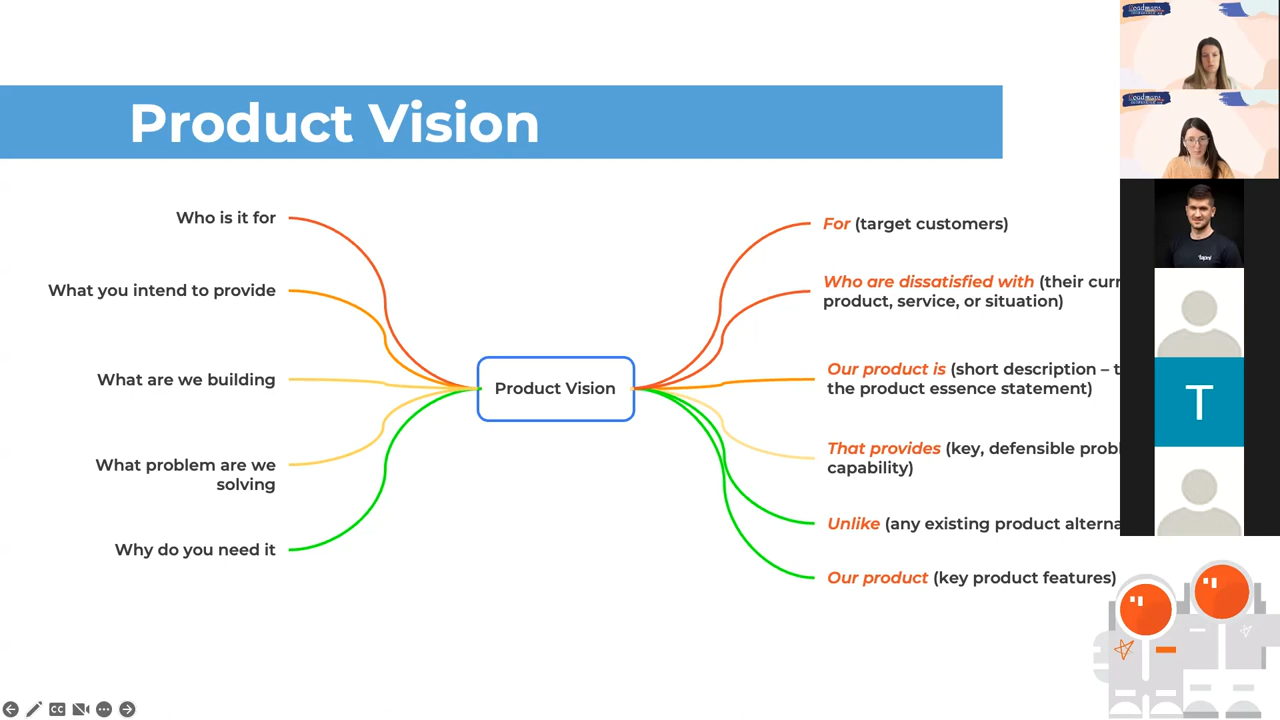 Product Vision
Who is it for
What you intend to provide
What are we building
What problem are we
solving
Why do you need it
Product Vision
For (target customers)
Who are dissatisfied with (their
product, service, or situation)
Our product is (short description –
the product essence statement)
That provides (key, defensible
capability)
Unlike (any existing product
Our product (key product features)
T
CC